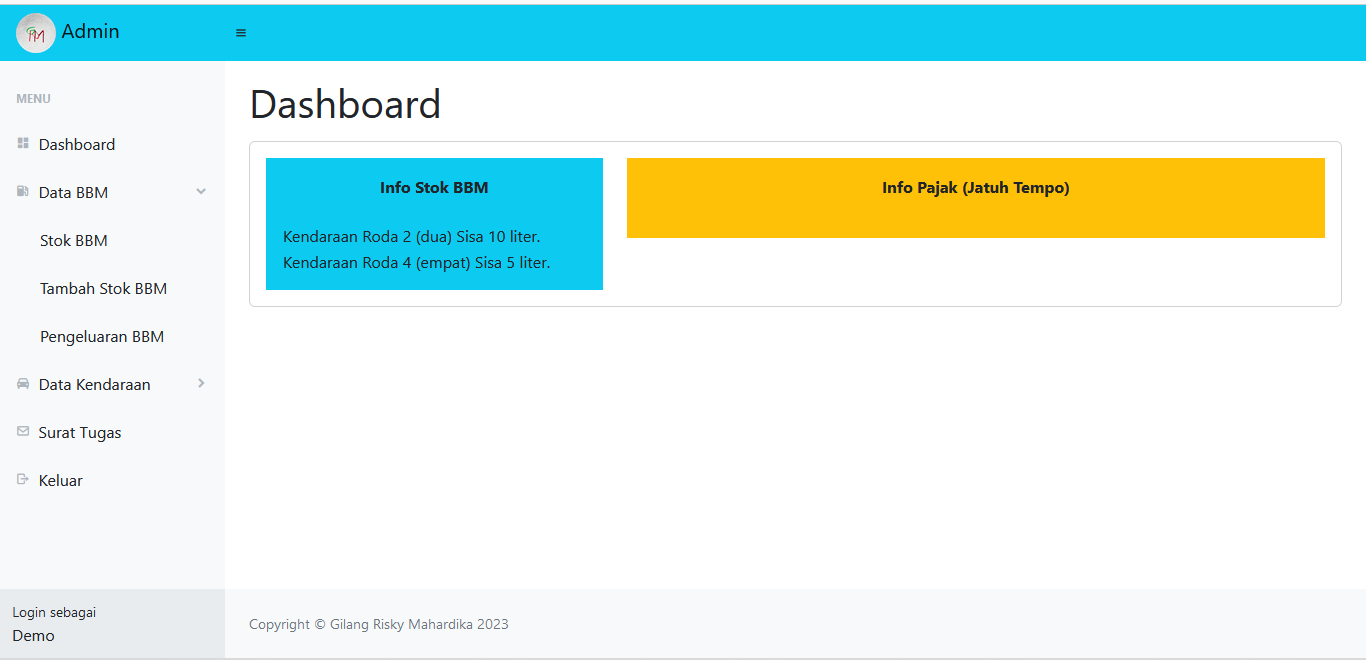 Admin
MENU
Dashboard
Data BBM
Stok BBM
Tambah Stok BBM
Pengeluaran BBM
Data Kendaraan
Surat Tugas
Keluar
Login sebagai
Demo
Dashboard
Info Stok BBM
Kendaraan Roda 2 (dua) Sisa 10 liter.
Kendaraan Roda 4 (empat) Sisa 5 liter.
Info Pajak (Jatuh Tempo)
Copyright © Gilang Risky Mahardika 2023